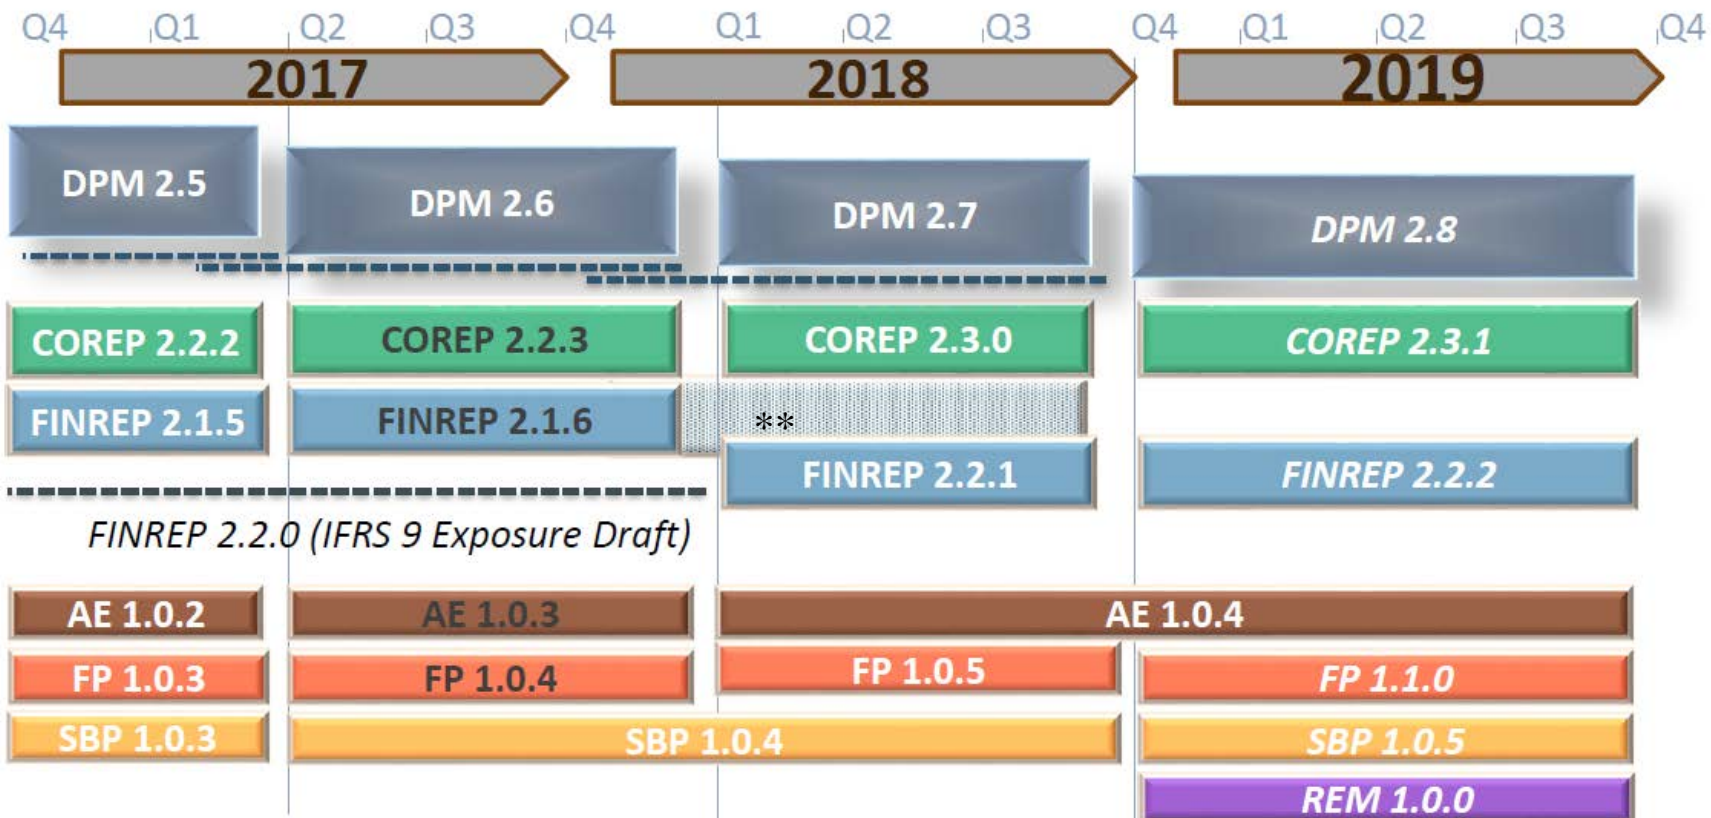 Q4 Q1 Q2 Q3 Q4 Q1 Q2 Q3 Q4 Q1 Q2 Q3 Q4
2017 2018 2019
DPM 2.5 DPM 2.6 DPM 2.7 DPM 2.8
COREP 2.2.2 COREP 2.2.3 COREP 2.3.0 COREP 2.3.1
FINREP 2.1.5 FINREP 2.1.6 **
FINREP 2.2.1 FINREP 2.2.2
FINREP 2.2.0 (IFRS 9 Exposure Draft)
AE 1.0.2 AE 1.0.3 AE 1.0.4
FP 1.0.3 FP 1.0.4 FP 1.0.5 FP 1.1.0
SBP 1.0.3 SBP 1.0.4 SBP 1.0.5
REM 1.0.0